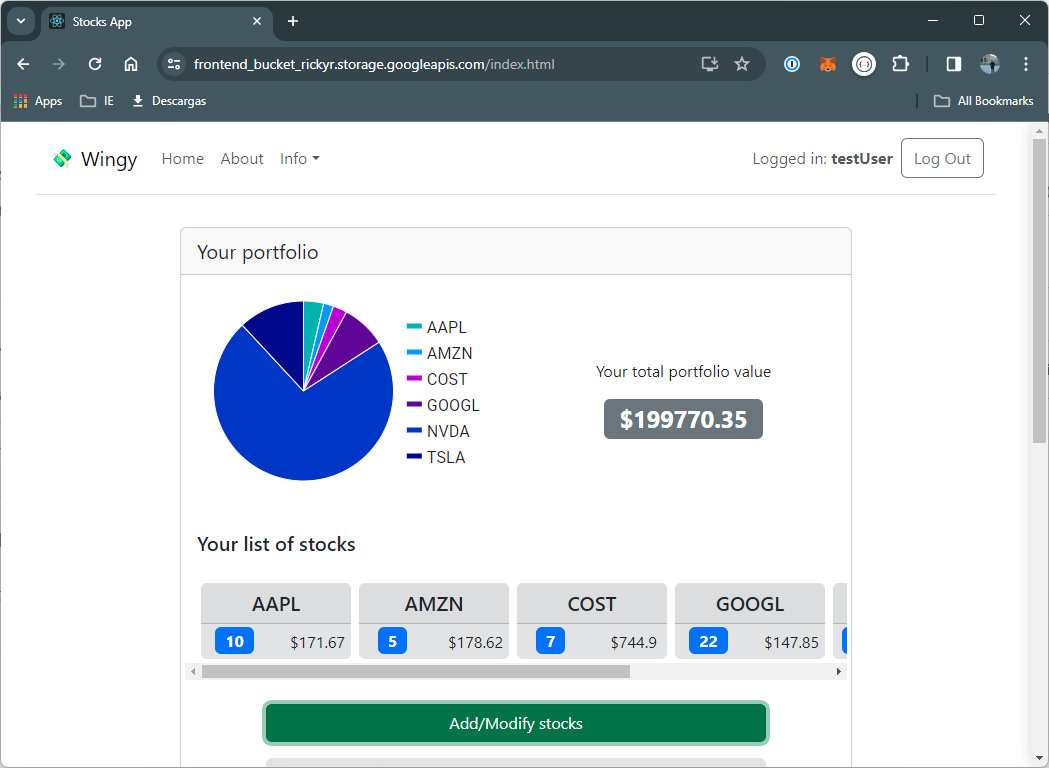 Stocks App
frontend_bucket_rickyr.storage.googleapis.com/index.html
Apps IE Descargas All Bookmarks
Wingy Home About Info Logged in: testUser Log Out
Your portfolio
AAPL
AMZN
COST
GOOGL
NVDA
TSLA
Your total portfolio value
$199770.35
Your list of stocks
AAPL AMZN COST GOOGL
10 $171.67 5 $178.62 7 $744.9 22 $147.85
Add/Modify stocks